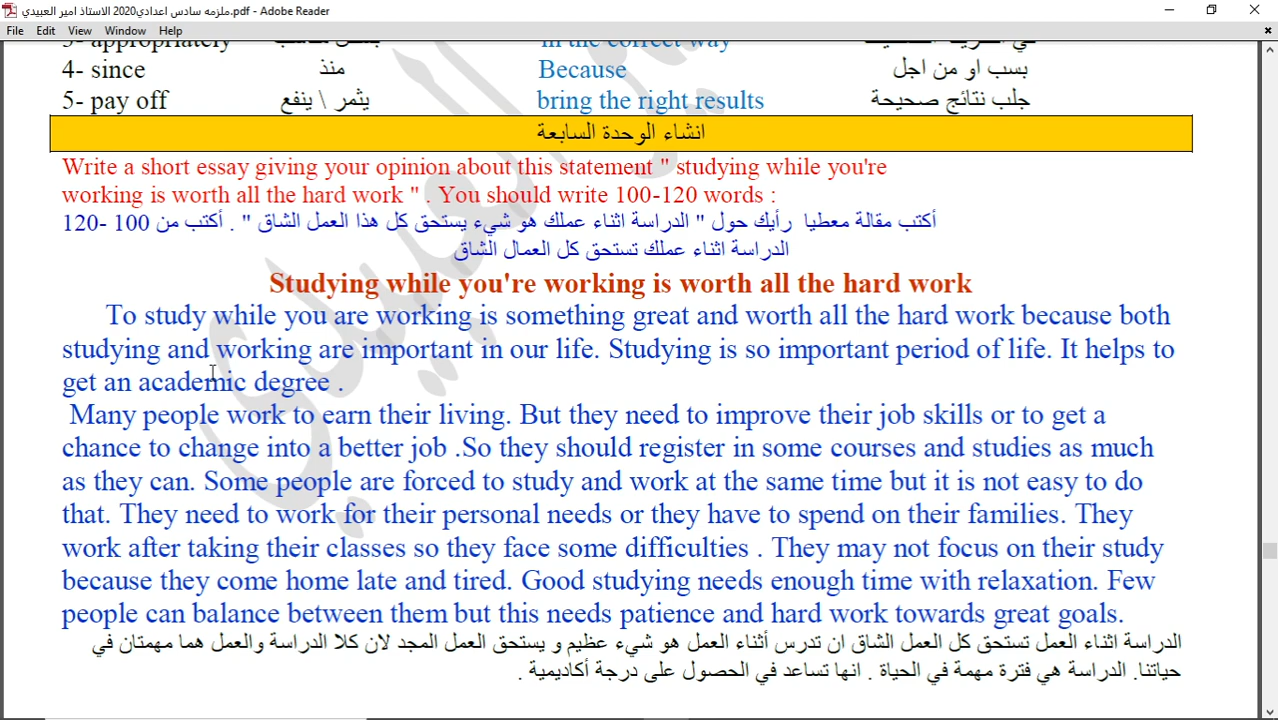 ملزمه سادس اعدادي2020 الاستاذ امير العبيدي.pdf - Adobe Reader
File Edit View Window Help
3- appropriately بشكل مناسب in the correct way
4- since منذ Because بسب او من اجل
5- pay off يثمر \ ينفع bring the right results جلب نتائج صحيحة
انشاء الوحدة السابعة
Write a short essay giving your opinion about this statement " studying while you're
working is worth all the hard work " . You should write 100-120 words :
أكتب مقالة معطيا رأيك حول " الدراسة اثناء عملك هو شيء يستحق كل هذا العمل الشاق " . أكتب من 100 -120
الدراسة اثناء عملك تستحق كل العمال الشاق
Studying while you're working is worth all the hard work
To study while you are working is something great and worth all the hard work because both
studying and working are important in our life. Studying is so important period of life. It helps to
get an academic degree .
Many people work to earn their living. But they need to improve their job skills or to get a
chance to change into a better job .So they should register in some courses and studies as much
as they can. Some people are forced to study and work at the same time but it is not easy to do
that. They need to work for their personal needs or they have to spend on their families. They
work after taking their classes so they face some difficulties . They may not focus on their study
because they come home late and tired. Good studying needs enough time with relaxation. Few
people can balance between them but this needs patience and hard work towards great goals.
الدراسة اثناء العمل تستحق كل العمل الشاق ان تدرس أثناء العمل هو شيء عظيم و يستحق العمل المجد لان كلا الدراسة والعمل هما مهمتان في
حياتنا. الدراسة هي فترة مهمة في الحياة . انها تساعد في الحصول على درجة أكاديمية .